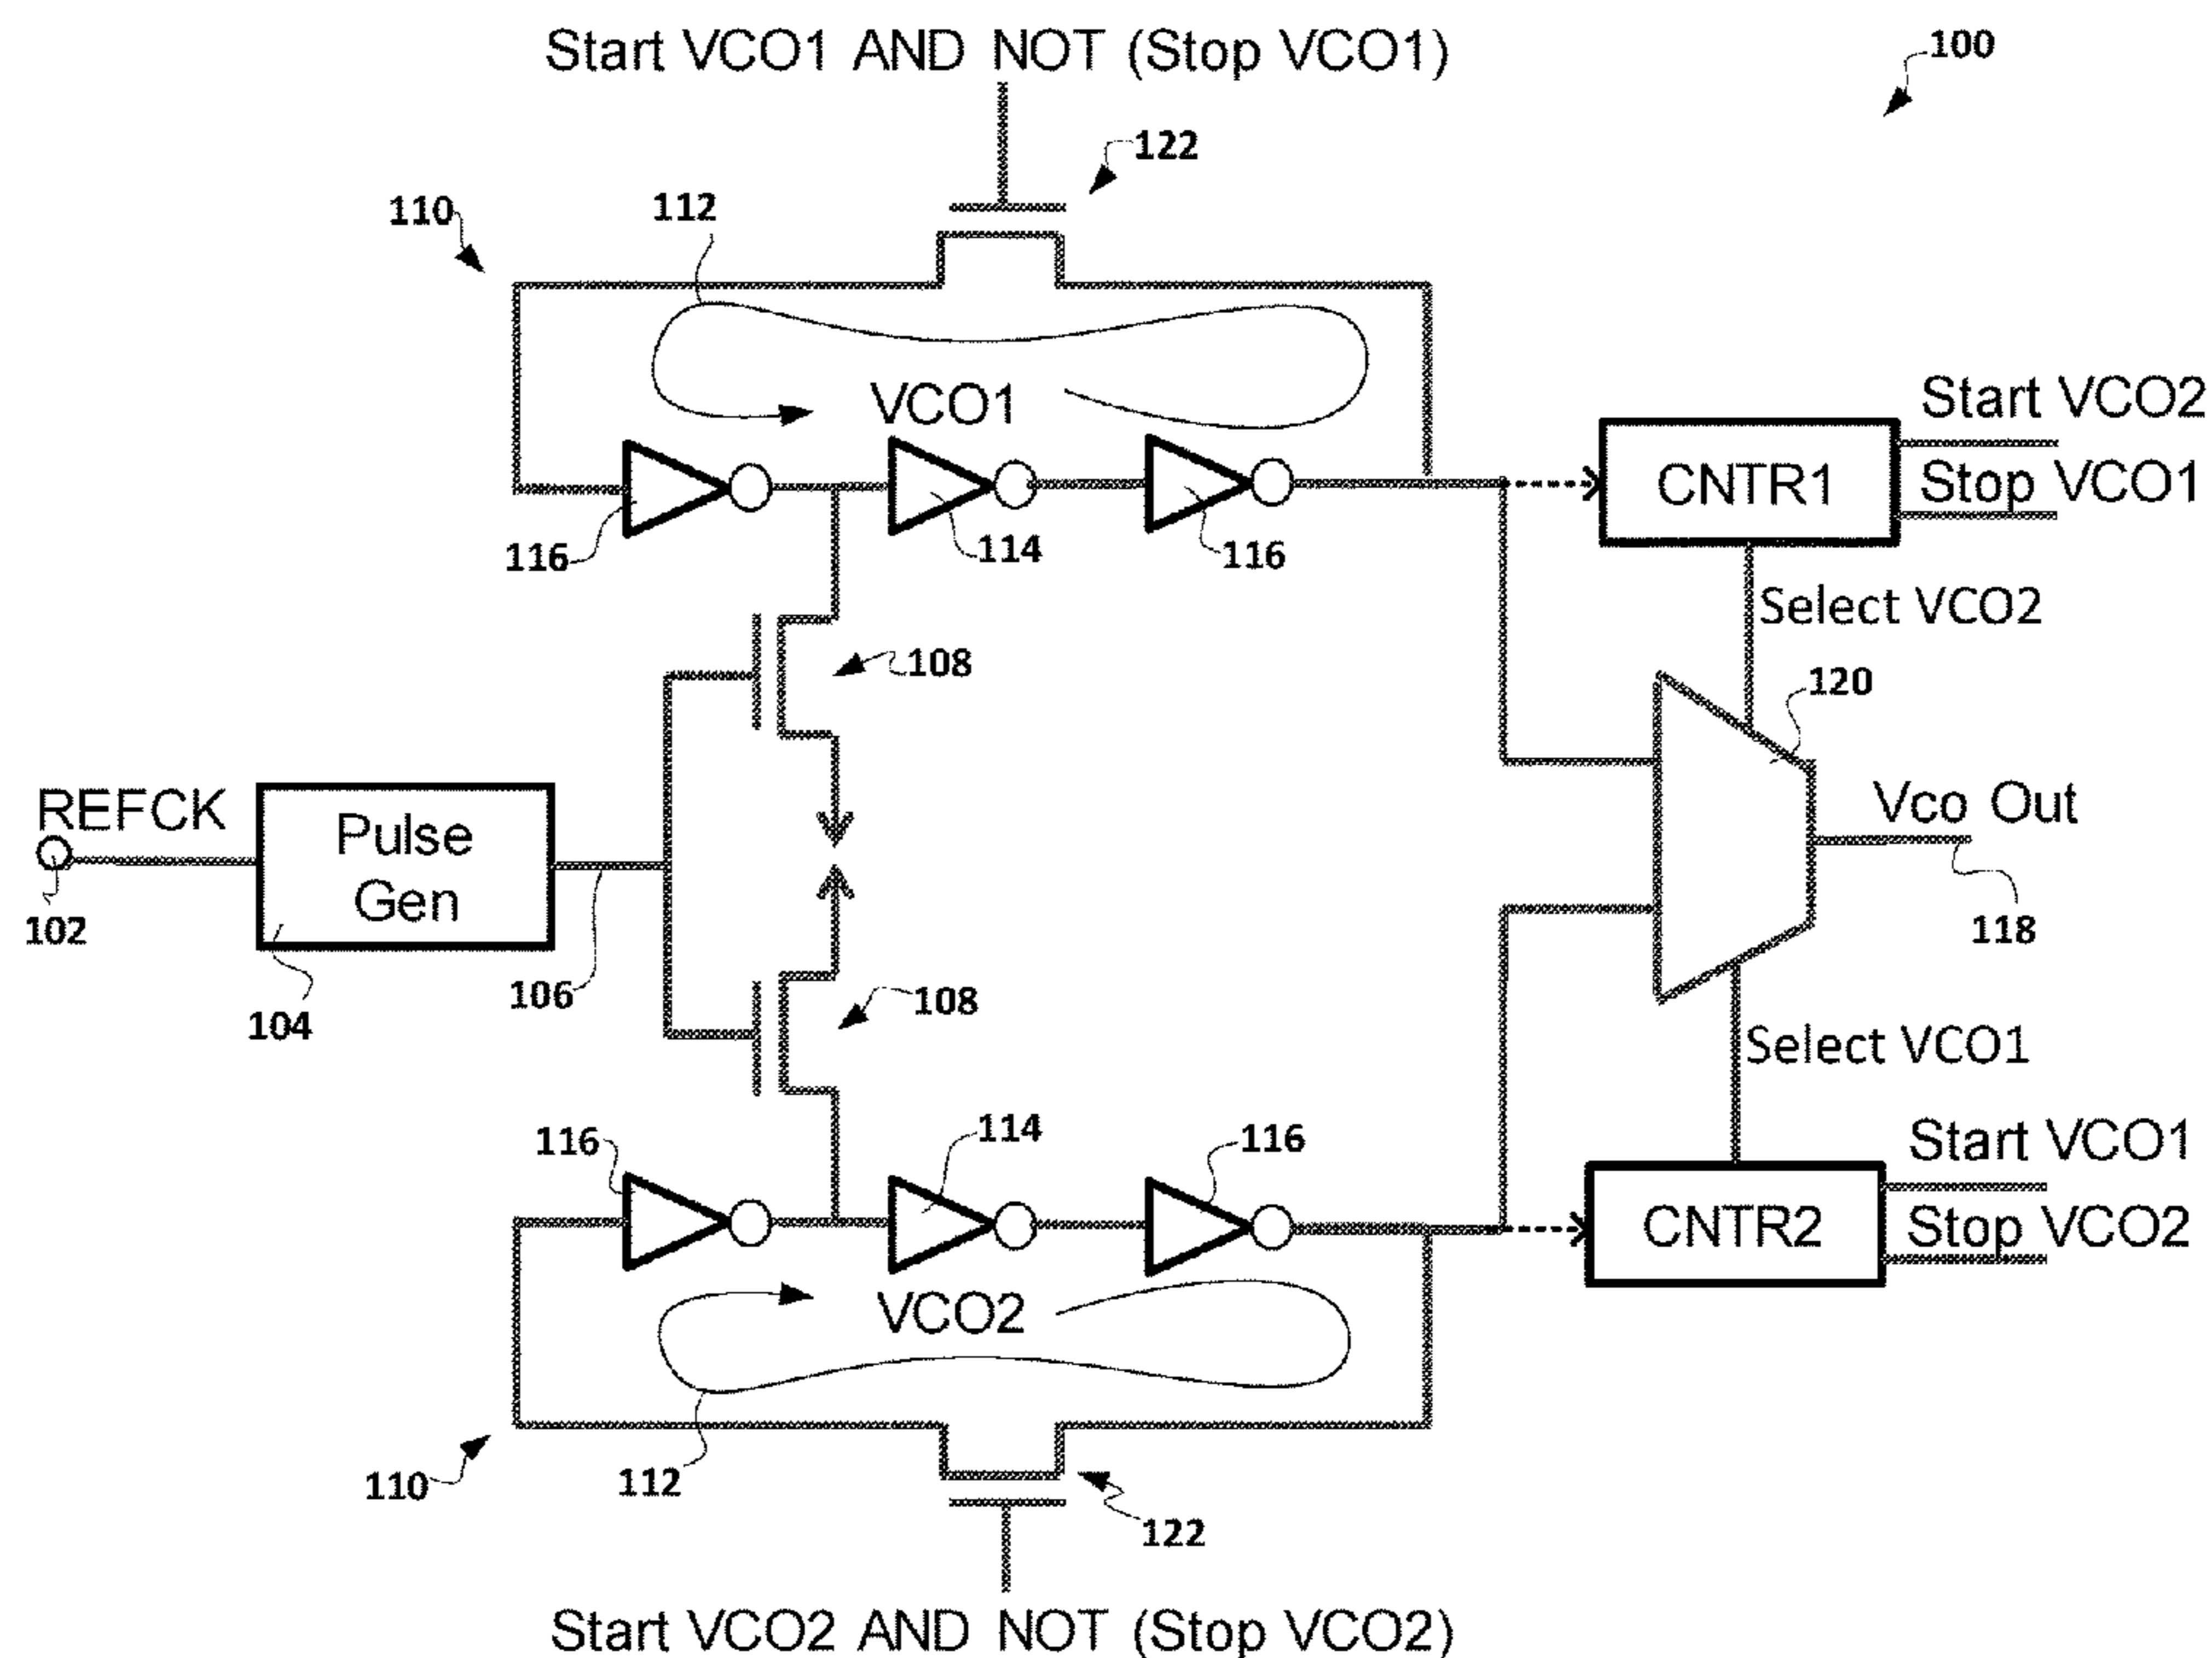 Start VCO1 AND NOT (Stop VCO1)
100
122
110
112
VCO1
Start VCO2
CNTR1
Stop VCO1
116
114
116
Select VCO2
108
120
REFCK
Pulse
Gen
Vco Out
102
118
106
108
104
Select VCO1
116
114
116
Start VCO1
CNTR2
Stop VCO2
VCO2
110
112
122
Start VCO2 AND NOT (Stop VCO2)